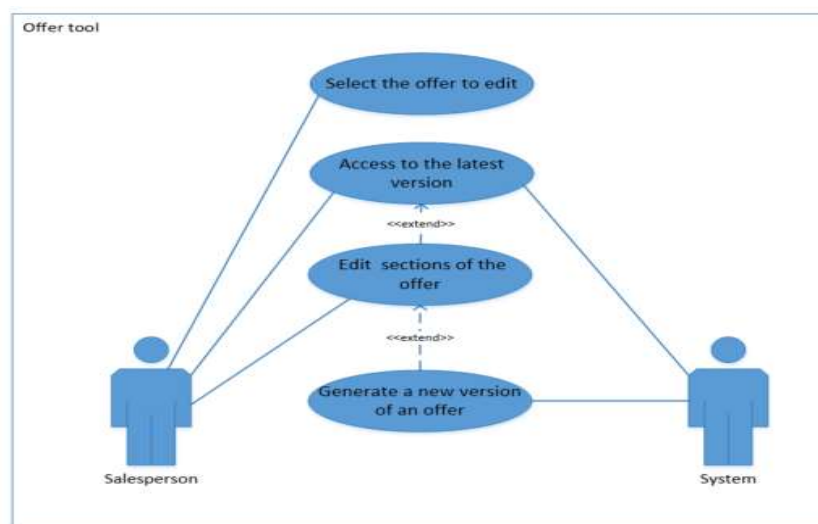 Offer tool
Select the offer to edit
Access to the latest
version
<<extend>>
Edit sections of the
offer
<<extend>>
Generate a new version
of an offer
Salesperson
System